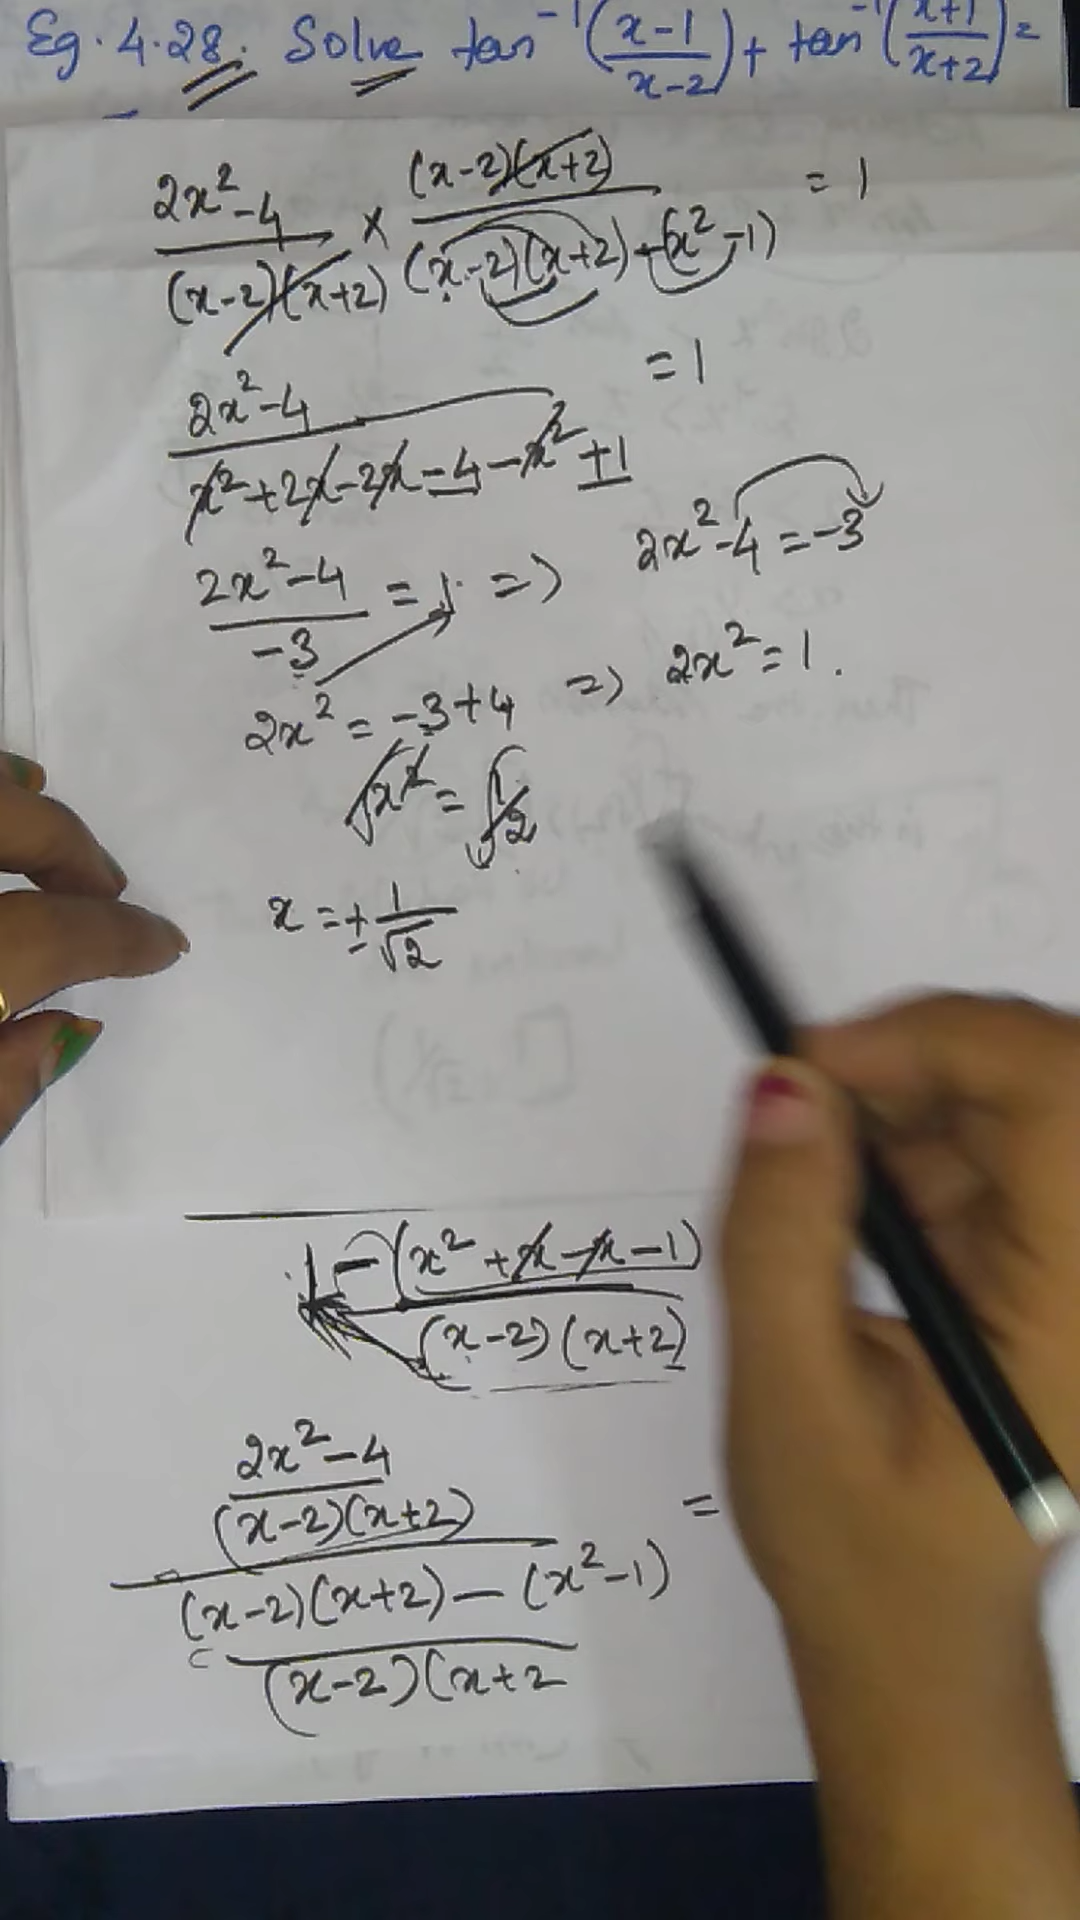 Eg. 4.28. Solve tan⁻¹(x-1/x-2) + tan⁻¹(x+1/x+2) =
2x²-4/(x-2)(x+2) × (x-2)(x+2)/(x-2)(x+2)-(x²-1) = 1
2x²-4/x²+2x-2x-4-x²+1 = 1
2x²-4/-3 = 1 => 2x²-4 = -3
2x² = -3+4 => 2x² = 1.
√x² = √1/2
x = ± 1/√2
1 - (x²+x-x-1)/(x-2)(x+2)
2x²-4/(x-2)(x+2) / (x-2)(x+2)-(x²-1)/(x-2)(x+2 =